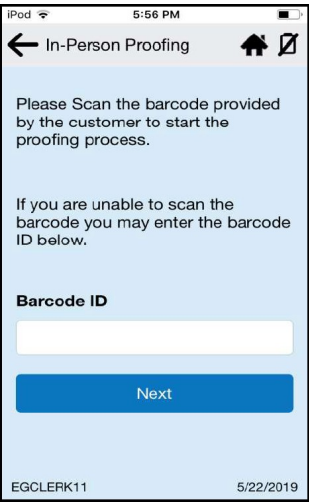 iPod 5:56 PM
In-Person Proofing
Please Scan the barcode provided
by the customer to start the
proofing process.
If you are unable to scan the
barcode you may enter the barcode
ID below.
Barcode ID
Next
EGCLERK11 5/22/2019